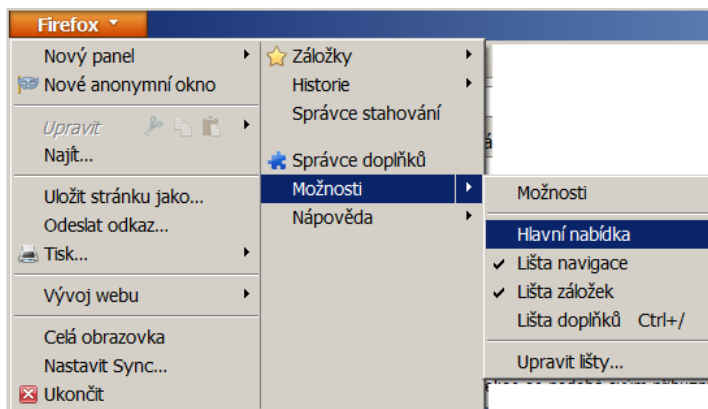 Firefox
Nový panel
Nové anonymní okno
Upravit
Najít...
Uložit stránku jako...
Odeslat odkaz...
Tisk...
Vývoj webu
Celá obrazovka
Nastavit Sync...
Ukončit
Záložky
Historie
Správce stahování
Správce doplňků
Možnosti
Nápověda
Možnosti
Hlavní nabídka
Lišta navigace
Lišta záložek
Lišta doplňků Ctrl+/
Upravit lišty...